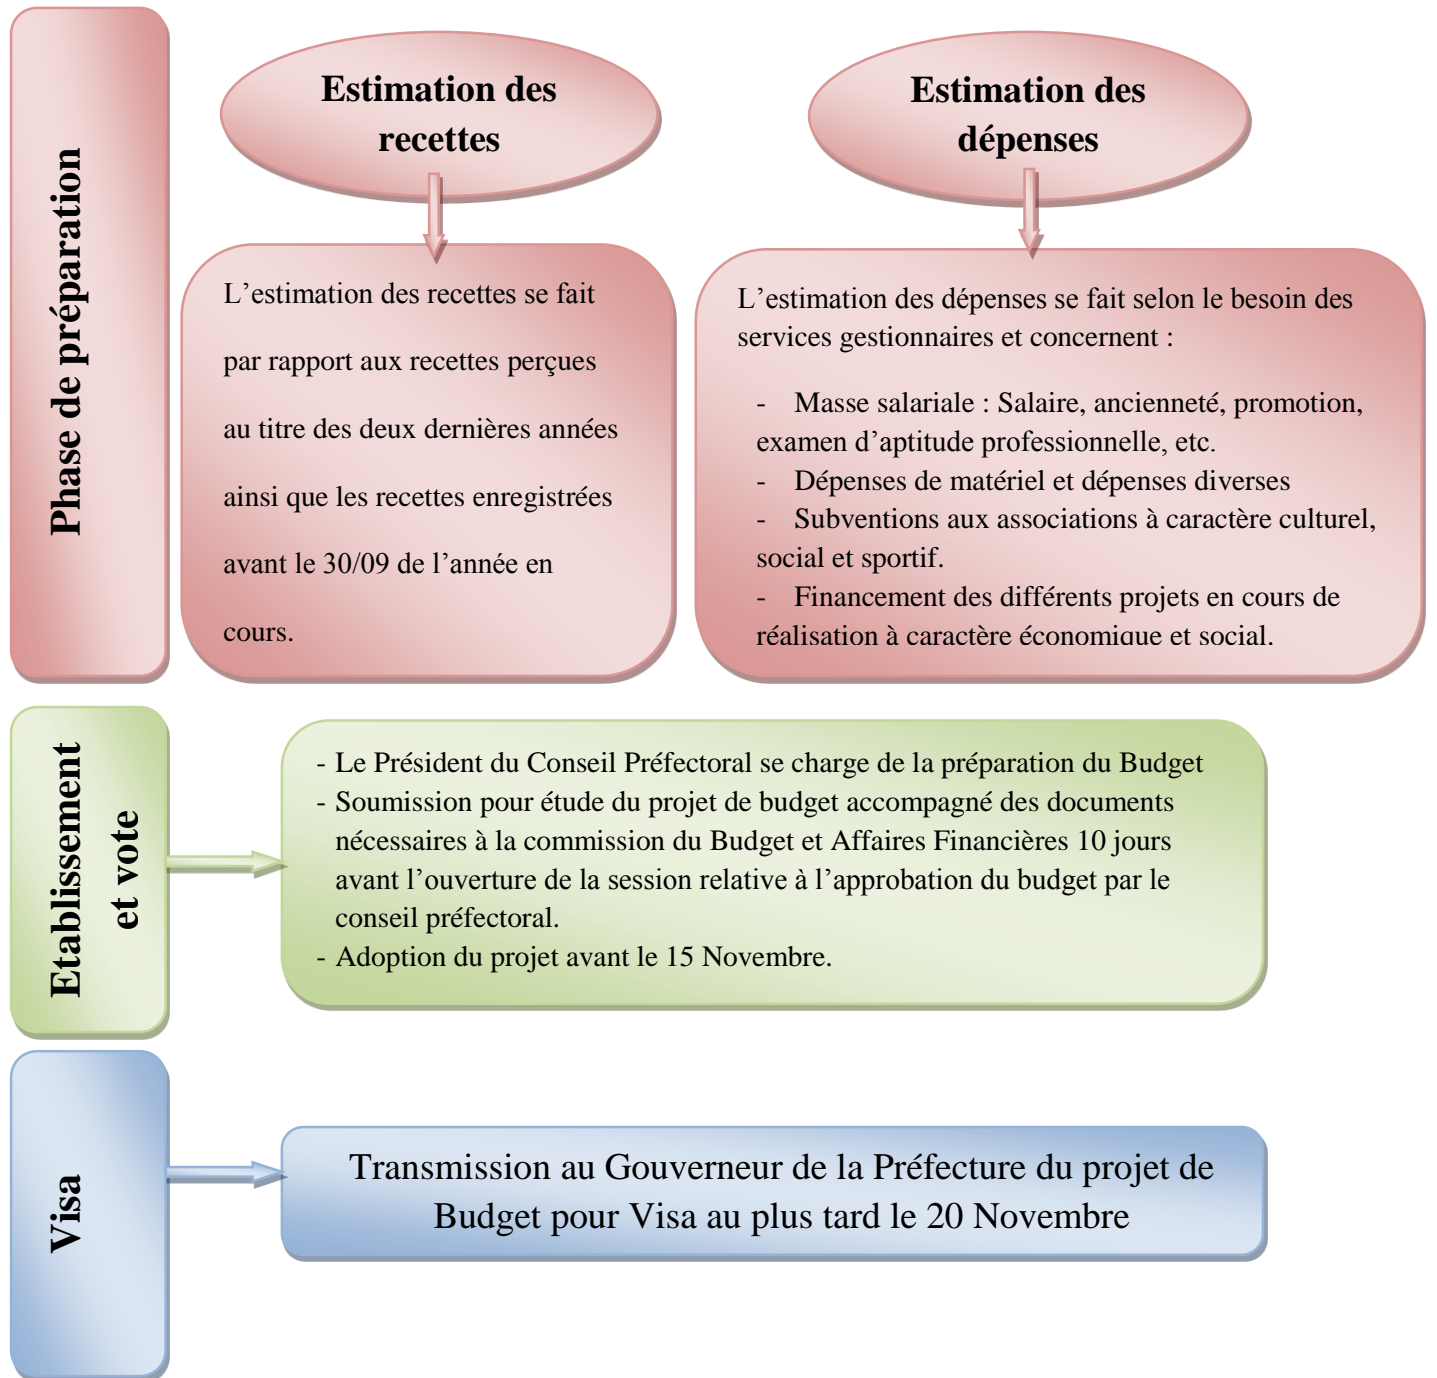 Phase de préparation
Estimation des
recettes
L’estimation des recettes se fait
par rapport aux recettes perçues
au titre des deux dernières années
ainsi que les recettes enregistrées
avant le 30/09 de l’année en
cours.
Estimation des
dépenses
L’estimation des dépenses se fait selon le besoin des
services gestionnaires et concernent :
- Masse salariale : Salaire, ancienneté, promotion,
examen d’aptitude professionnelle, etc.
- Dépenses de matériel et dépenses diverses
- Subventions aux associations à caractère culturel,
social et sportif.
- Financement des différents projets en cours de
réalisation à caractère économique et social.
Etablissement
et vote
- Le Président du Conseil Préfectoral se charge de la préparation du Budget
- Soumission pour étude du projet de budget accompagné des documents
nécessaires à la commission du Budget et Affaires Financières 10 jours
avant l’ouverture de la session relative à l’approbation du budget par le
conseil préfectoral.
- Adoption du projet avant le 15 Novembre.
Visa
Transmission au Gouverneur de la Préfecture du projet de
Budget pour Visa au plus tard le 20 Novembre